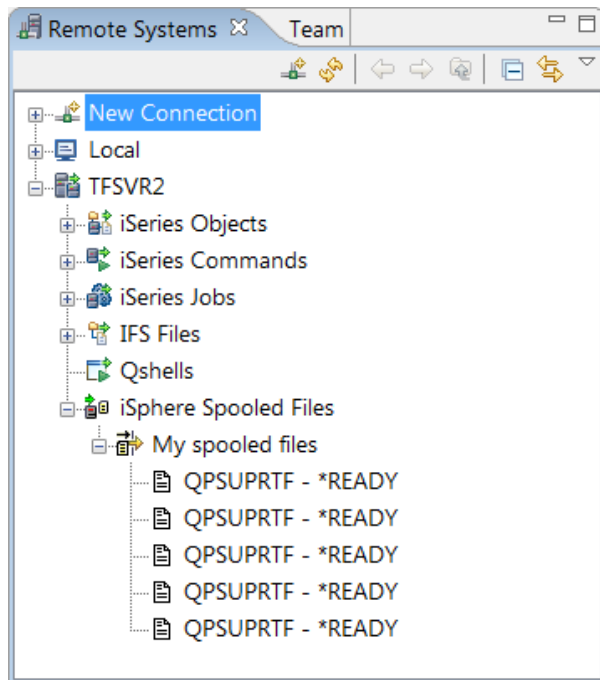 Remote Systems Team
New Connection
Local
TFSVR2
iSeries Objects
iSeries Commands
iSeries Jobs
IFS Files
Qshells
iSphere Spooled Files
My spooled files
QPSUPRTF - *READY
QPSUPRTF - *READY
QPSUPRTF - *READY
QPSUPRTF - *READY
QPSUPRTF - *READY